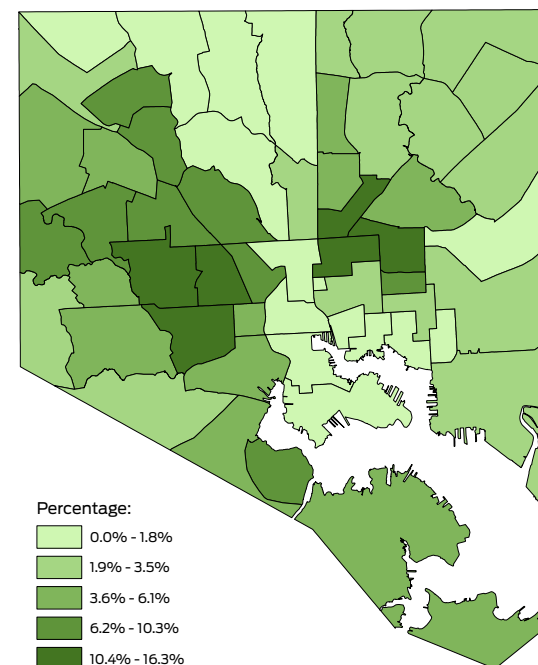 Percentage:
0.0% - 1.8%
1.9% - 3.5%
3.6% - 6.1%
6.2% - 10.3%
10.4% - 16.3%